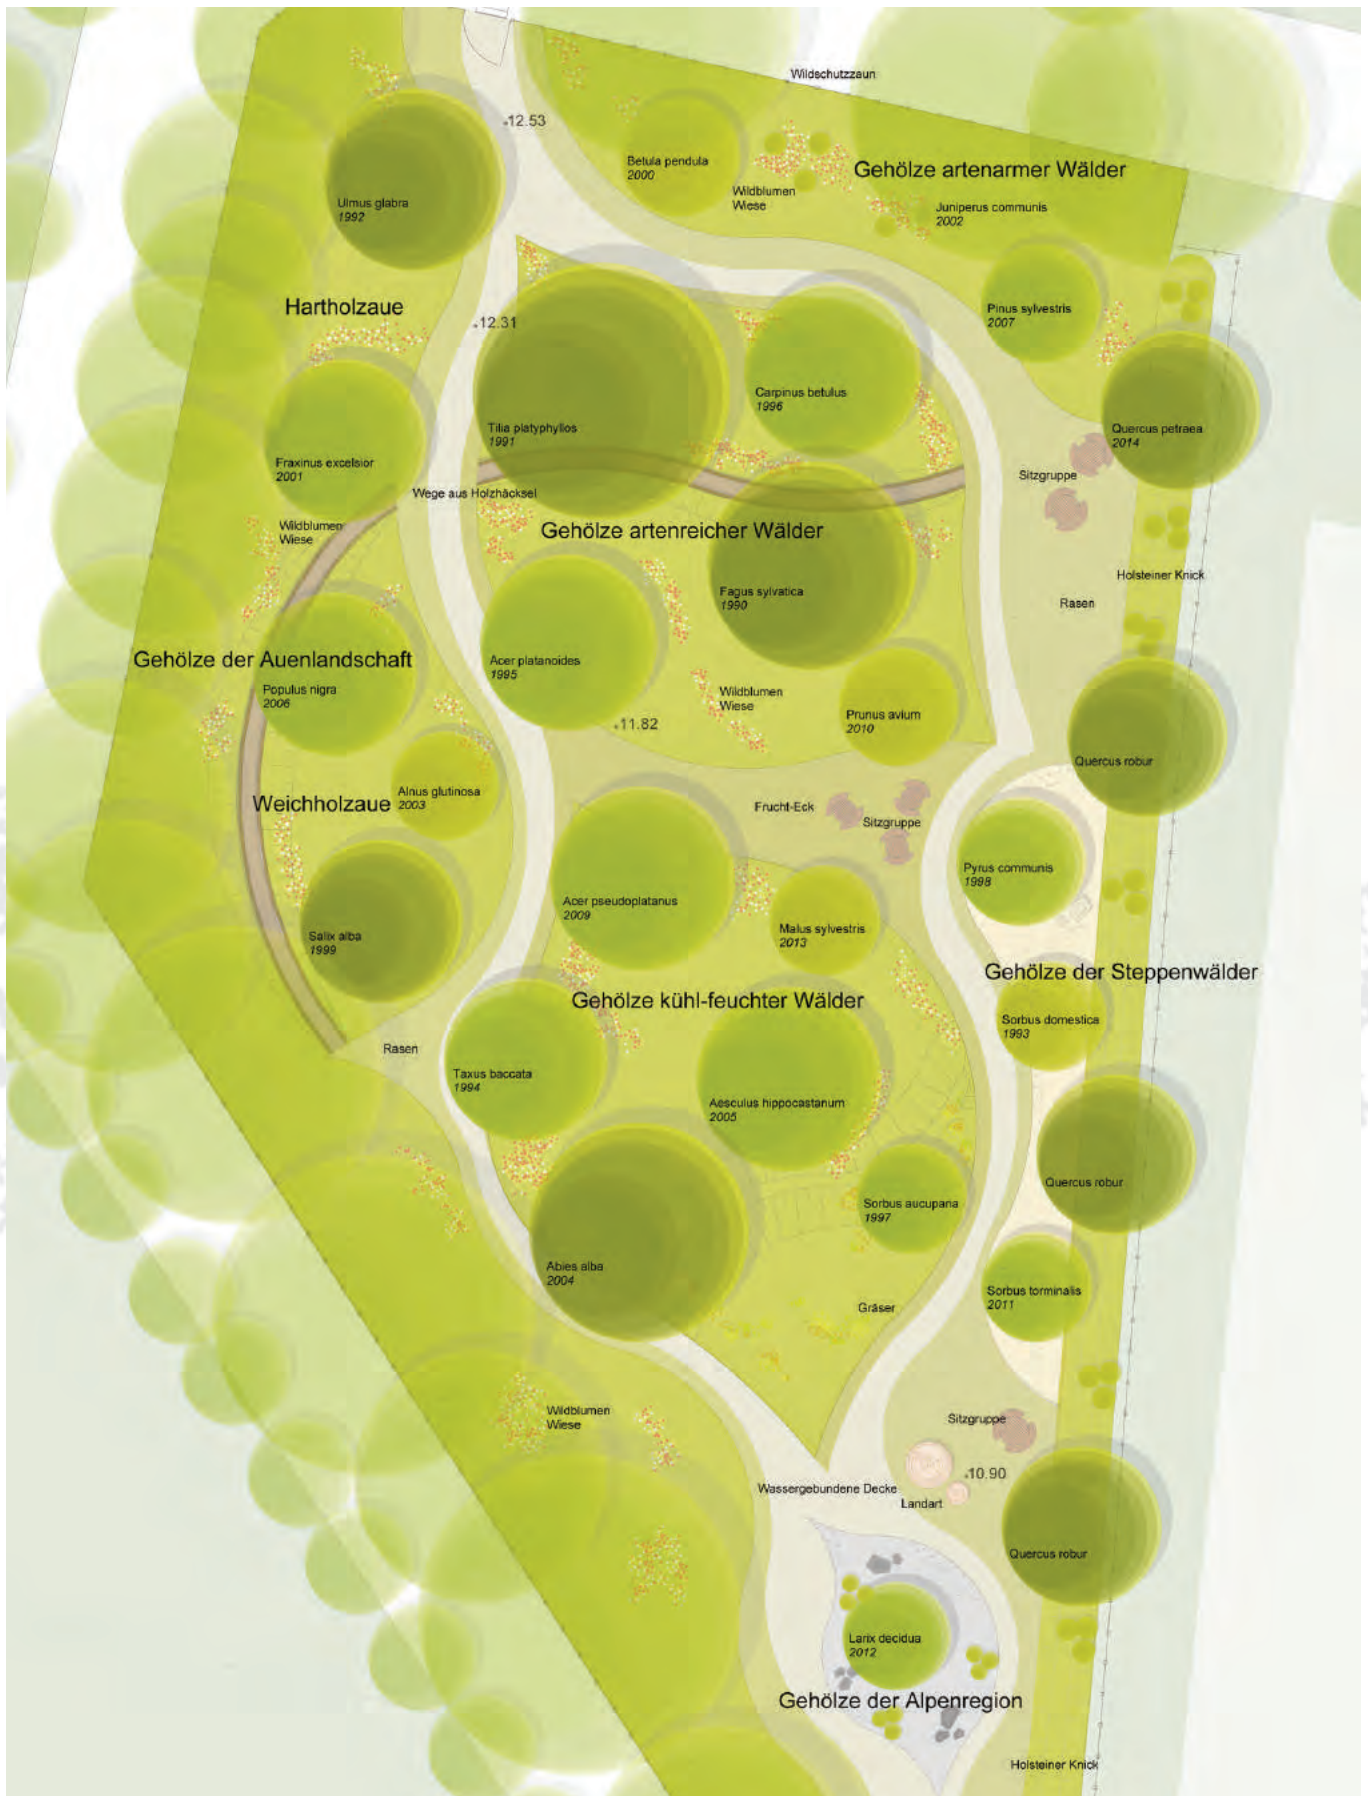 Wildschutzzaun
12.53
Betula pendula
2000
Gehölze artenarmer Wälder
Wildblumen
Wiese
Ulmus glabra
1992
Juniperus communis
2002
Hartholzaue
12.31
Pinus sylvestris
2007
Carpinus betulus
1996
Tilia platyphyllos
1991
Quercus petraea
2014
Fraxinus excelsior
2001
Sitzgruppe
Wege aus Holzhäcksel
Wildblumen
Wiese
Gehölze artenreicher Wälder
Holsteiner Knick
Fagus sylvatica
1990
Rasen
Gehölze der Auenlandschaft
Acer platanoides
1995
Populus nigra
2006
Wildblumen
Wiese
11.82
Prunus avium
2010
Quercus robur
Weichholzaue
Alnus glutinosa
2003
Frucht-Eck
Sitzgruppe
Pyrus communis
1998
Acer pseudoplatanus
2009
Malus sylvestris
2013
Salix alba
1999
Gehölze der Steppenwälder
Gehölze kühl-feuchter Wälder
Sorbus domestica
1993
Rasen
Taxus baccata
1994
Aesculus hippocastanum
2005
Quercus robur
Sorbus aucuparia
1997
Abies alba
2004
Sorbus torminalis
2011
Gräser
Wildblumen
Wiese
Sitzgruppe
10.90
Wassergebundene Decke
Landart
Quercus robur
Larix decidua
2012
Gehölze der Alpenregion
Holsteiner Knick